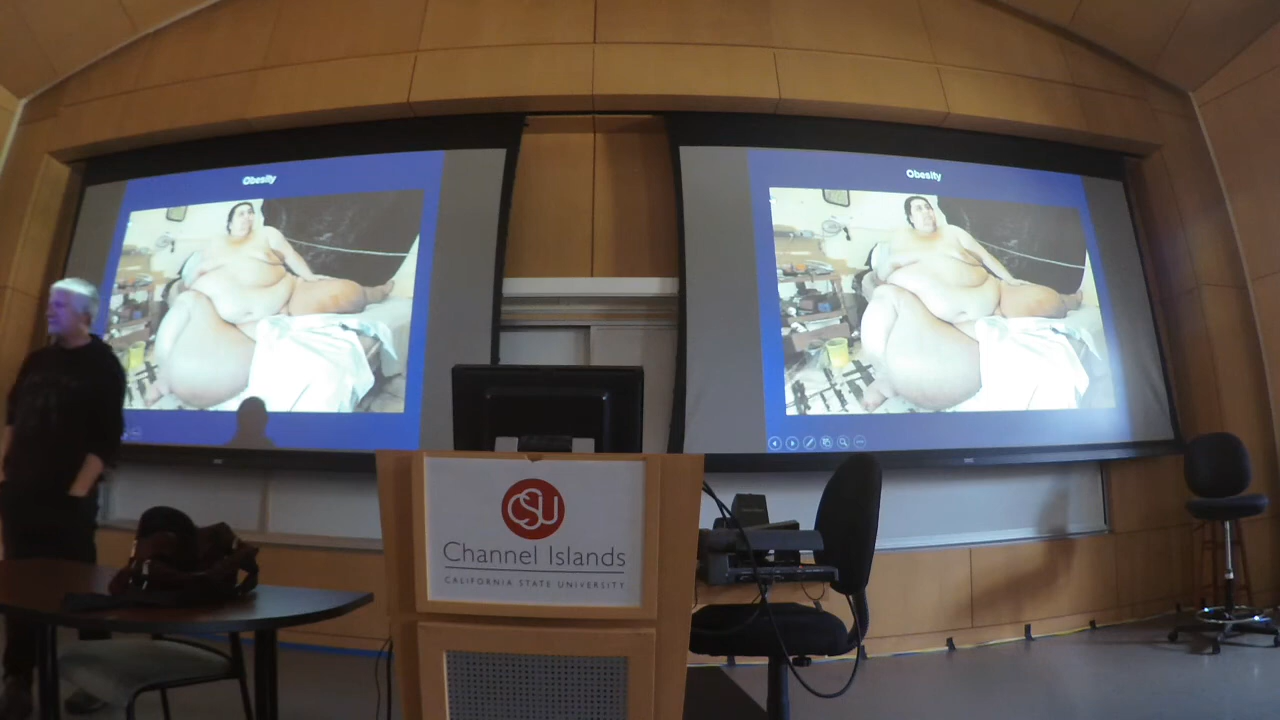 Obesity
Obesity
CSU
Channel Islands
CALIFORNIA STATE UNIVERSITY